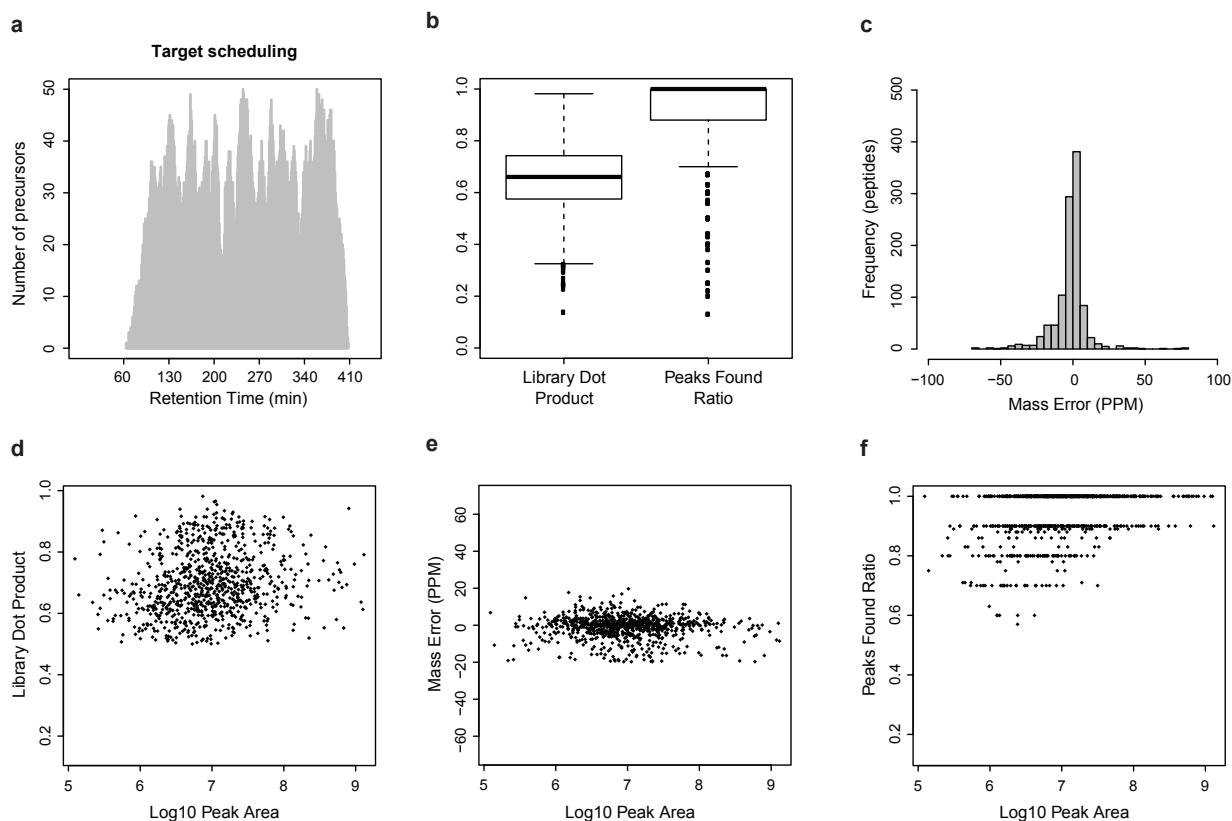 a
Target scheduling
Number of precursors
50
40
30
20
10
0
60 130 200 270 340 410
Retention Time (min)
b
1.0
0.8
0.6
0.4
0.2
0.0
Library Dot
Product
Peaks Found
Ratio
c
Frequency (peptides)
500
400
300
200
100
0
−100 −50 0 50 100
Mass Error (PPM)
d
Library Dot Product
1.0
0.8
0.6
0.4
0.2
5 6 7 8 9
Log10 Peak Area
e
Mass Error (PPM)
60
40
20
0
−20
−40
−60
5 6 7 8 9
Log10 Peak Area
f
Peaks Found Ratio
1.0
0.8
0.6
0.4
0.2
5 6 7 8 9
Log10 Peak Area